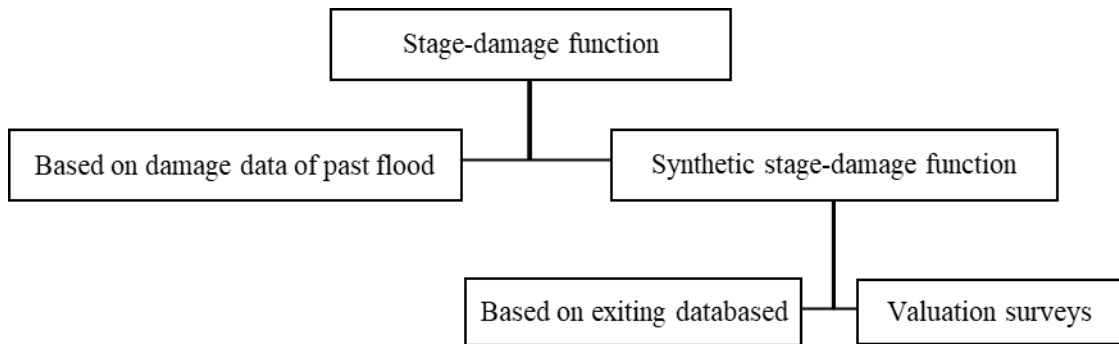 Stage-damage function
Based on damage data of past flood
Synthetic stage-damage function
Based on exiting databased
Valuation surveys